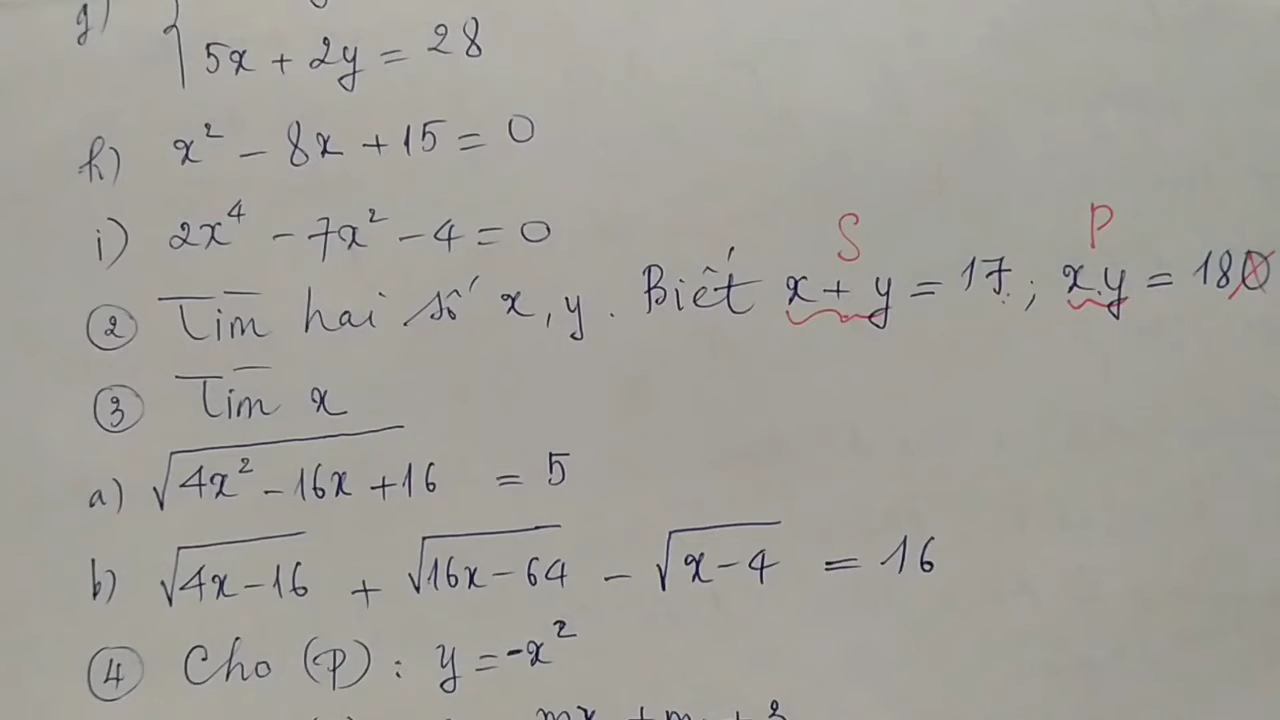 g) { 5x + 2y = 28
h) x² - 8x + 15 = 0
i) 2x⁴ - 7x² - 4 = 0
S P
② Tìm hai số x, y. Biết x + y = 17; x.y = 180
③ Tìm x
a) √(4x² - 16x + 16) = 5
b) √(4x - 16) + √(16x - 64) - √(x - 4) = 16
④ Cho (P): y = -x²